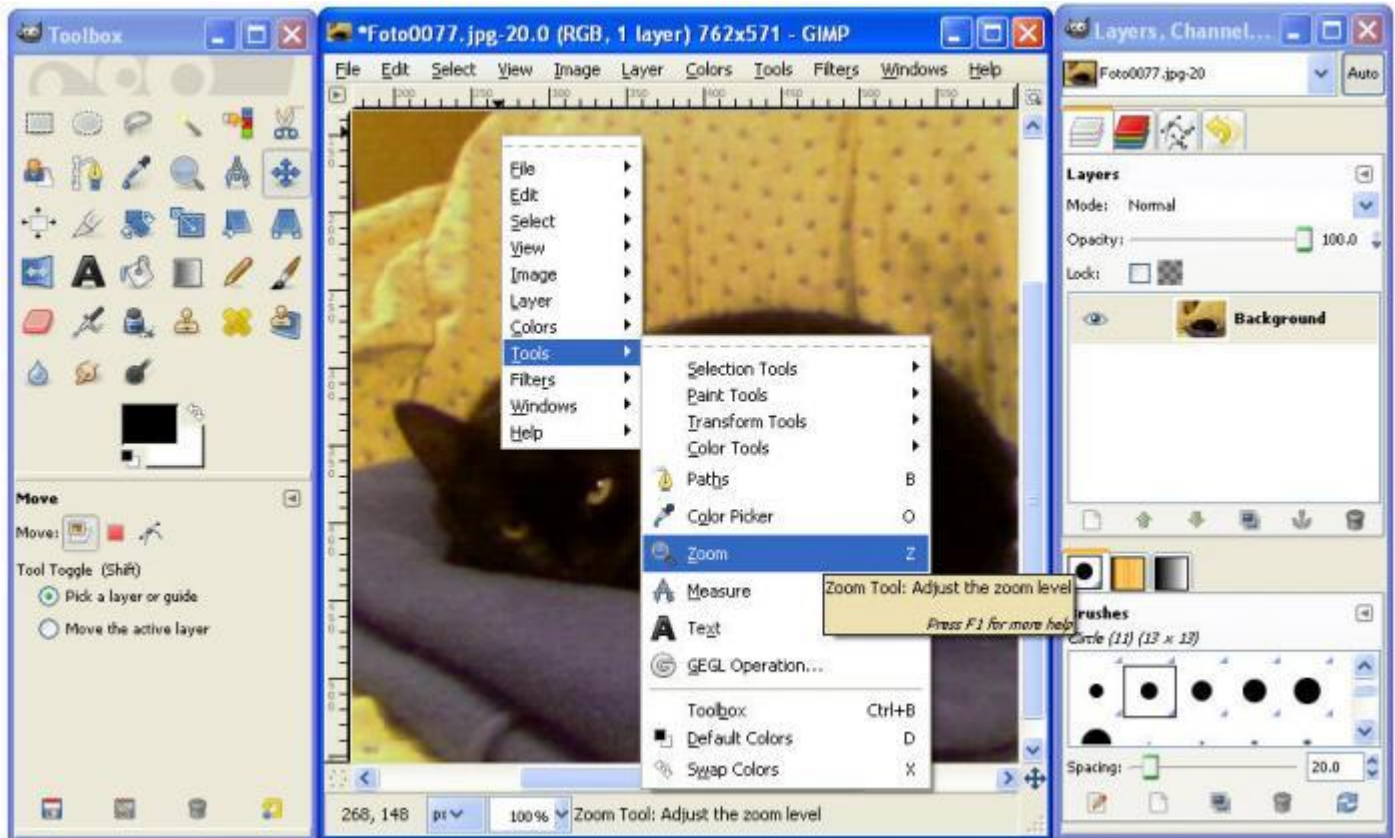 Toolbox
Move
Move:
Tool Toggle (Shift)
Pick a layer or guide
Move the active layer
*Foto0077.jpg-20.0 (RGB, 1 layer) 762x571 - GIMP
File Edit Select View Image Layer Colors Tools Filters Windows Help
File
Edit
Select
View
Image
Layer
Colors
Tools
Filters
Windows
Help
Selection Tools
Paint Tools
Transform Tools
Color Tools
Paths B
Color Picker O
Zoom Z
Measure
Text
GEGL Operation...
Toolbox Ctrl+B
Default Colors D
Swap Colors X
Zoom Tool: Adjust the zoom level
Press F1 for more help
268, 148 100% Zoom Tool: Adjust the zoom level
Layers, Channel...
Foto0077.jpg-20 Auto
Layers
Mode: Normal
Opacity: 100.0
Lock:
Background
Circle (11) (13 x 13)
Spacing: 20.0